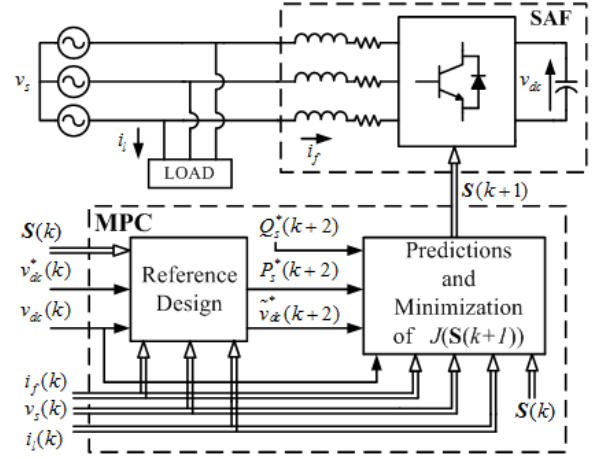 SAF
v_s
v_dc
i_l
LOAD
i_f
S(k+1)
MPC
S(k)
Q_s^*(k+2)
v_dc^*(k)
Reference
Design
P_s^*(k+2)
Predictions
and
Minimization
of J(S(k+1))
v_dc(k)
ṽ_dc^*(k+2)
i_f(k)
v_s(k)
i_l(k)
S(k)